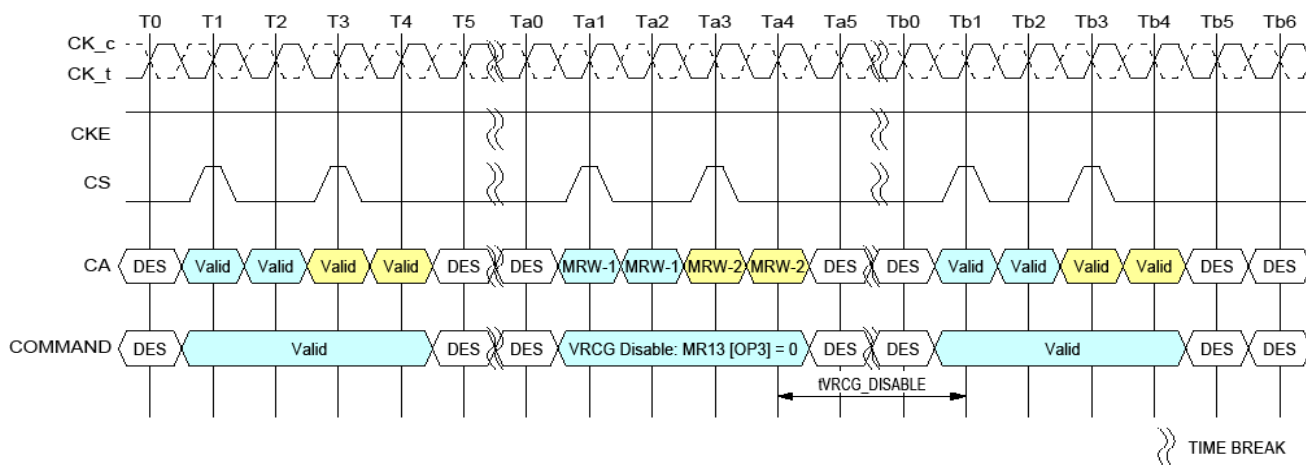 T0 T1 T2 T3 T4 T5 Ta0 Ta1 Ta2 Ta3 Ta4 Ta5 Tb0 Tb1 Tb2 Tb3 Tb4 Tb5 Tb6
CK_c
CK_t
CKE
CS
CA DES Valid Valid Valid Valid DES DES MRW-1 MRW-1 MRW-2 MRW-2 DES DES Valid Valid Valid Valid DES DES
COMMAND DES Valid DES DES VRCG Disable: MR13 [OP3] = 0 DES DES Valid DES DES
tVRCG_DISABLE
TIME BREAK